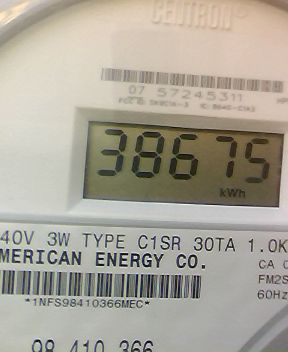 CENTRON®
07 57245311
38675
kWh
40V 3W TYPE C1SR 30TA 1.0K
MERICAN ENERGY CO.
CA 0
FM2S
60Hz
*1NFS98410366MEC*
98 410 366